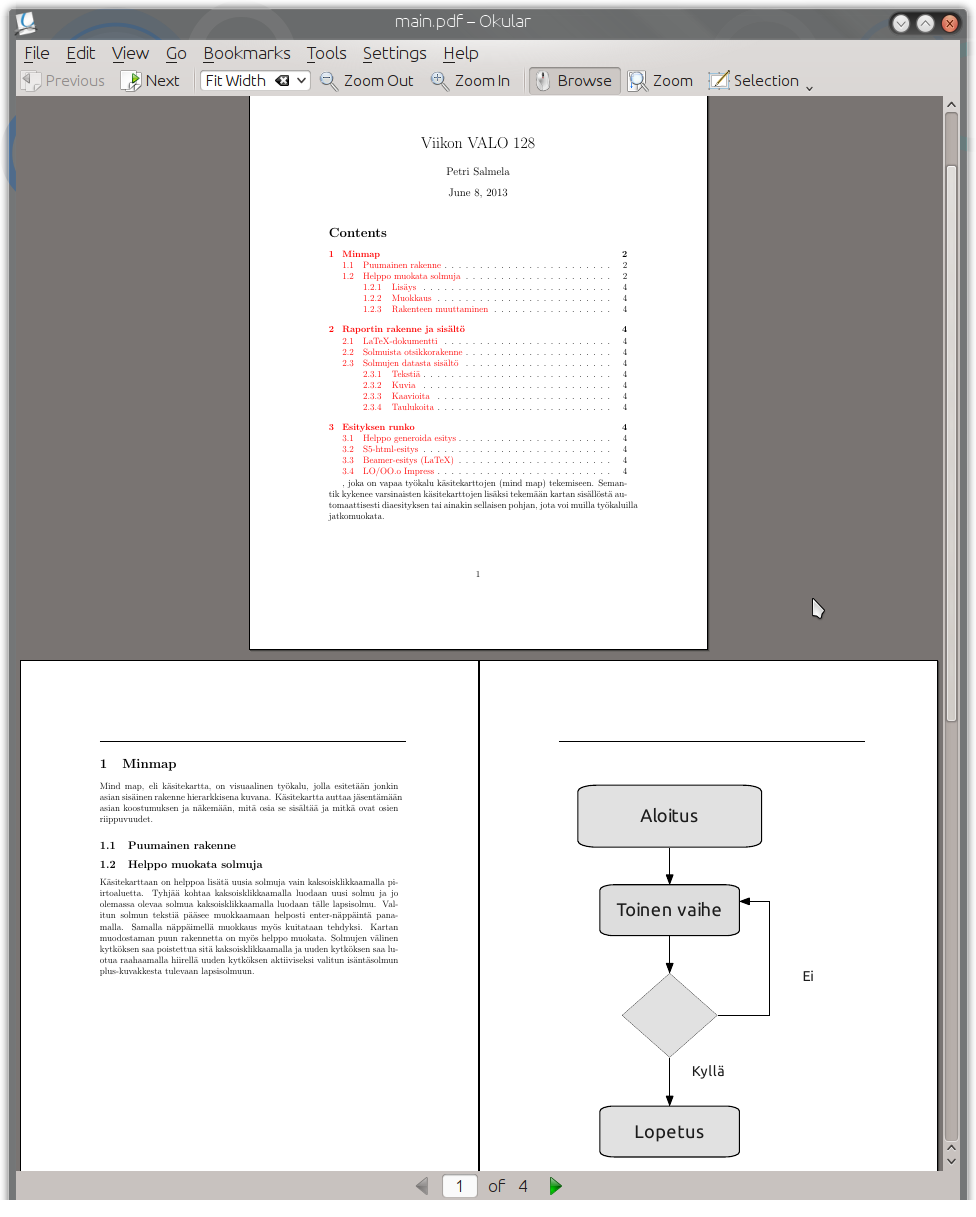 main.pdf – Okular
File Edit View Go Bookmarks Tools Settings Help
Previous Next Fit Width Zoom Out Zoom In Browse Zoom Selection
Viikon VALO 128
Petri Salmela
June 8, 2013
Contents
1 Minmap 2
1.1 Puumainen rakenne . . . . . . . . . . . . . . . . . . . . . . . . 2
1.2 Helppo muokata solmuja . . . . . . . . . . . . . . . . . . . . . 2
1.2.1 Lisäys . . . . . . . . . . . . . . . . . . . . . . . . . . . 4
1.2.2 Muokkaus . . . . . . . . . . . . . . . . . . . . . . . . . 4
1.2.3 Rakenteen muuttaminen . . . . . . . . . . . . . . . . . 4
2 Raportin rakenne ja sisältö 4
2.1 LaTeX-dokumentti . . . . . . . . . . . . . . . . . . . . . . . . 4
2.2 Solmuista otsikkorakenne . . . . . . . . . . . . . . . . . . . . . 4
2.3 Solmujen datasta sisältö . . . . . . . . . . . . . . . . . . . . . 4
2.3.1 Tekstiä . . . . . . . . . . . . . . . . . . . . . . . . . . . 4
2.3.2 Kuvia . . . . . . . . . . . . . . . . . . . . . . . . . . . 4
2.3.3 Kaavioita . . . . . . . . . . . . . . . . . . . . . . . . . 4
2.3.4 Taulukoita . . . . . . . . . . . . . . . . . . . . . . . . . 4
3 Esityksen runko 4
3.1 Helppo generoida esitys . . . . . . . . . . . . . . . . . . . . . . 4
3.2 S5-html-esitys . . . . . . . . . . . . . . . . . . . . . . . . . . . 4
3.3 Beamer-esitys (LaTeX) . . . . . . . . . . . . . . . . . . . . . . 4
3.4 LO/OO.o Impress . . . . . . . . . . . . . . . . . . . . . . . . . 4
, joka on vapaa työkalu käsitekarttojen (mind map) tekemiseen. Seman-
tik kykenee varsinaisten käsitekarttojen lisäksi tekemään kartan sisällöstä au-
tomaattisesti diaesityksen tai ainakin sellaisen pohjan, jota voi muilla työkaluilla
jatkomuokata.
1
1 Minmap
Mind map, eli käsitekartta, on visuaalinen työkalu, jolla esitetään jonkin
asian sisäinen rakenne hierarkkisena kuvana. Käsitekartta auttaa jäsentämään
asian koostumuksen ja näkemään, mitä osia se sisältää ja mitkä ovat osien
riippuvuudet.
1.1 Puumainen rakenne
1.2 Helppo muokata solmuja
Käsitekarttaan on helppoa lisätä uusia solmuja vain kaksoisklikkaamalla pi-
irtoaluetta. Tyhjää kohtaa kaksoisklikkaamalla luodaan uusi solmu ja jo
olemassa olevaa solmua kaksoisklikkaamalla luodaan tälle lapsisolmu. Val-
itun solmun tekstiä pääsee muokkaamaan helposti enter-näppäintä pana-
malla. Samalla näppäimellä muokkaus myös kuitataan tehdyksi. Kartan
muodostaman puun rakennetta on myös helppo muokata. Solmujen välinen
kytköksen saa poistettua sitä kaksoisklikkaamalla ja uuden kytköksen saa lu-
otua raahaamalla hiirellä uuden kytköksen aktiiviseksi valitun isäntäsolmun
plus-kuvakkesta tulevaan lapsisolmuun.
Aloitus
Toinen vaihe
Ei
Kyllä
Lopetus
1 of 4